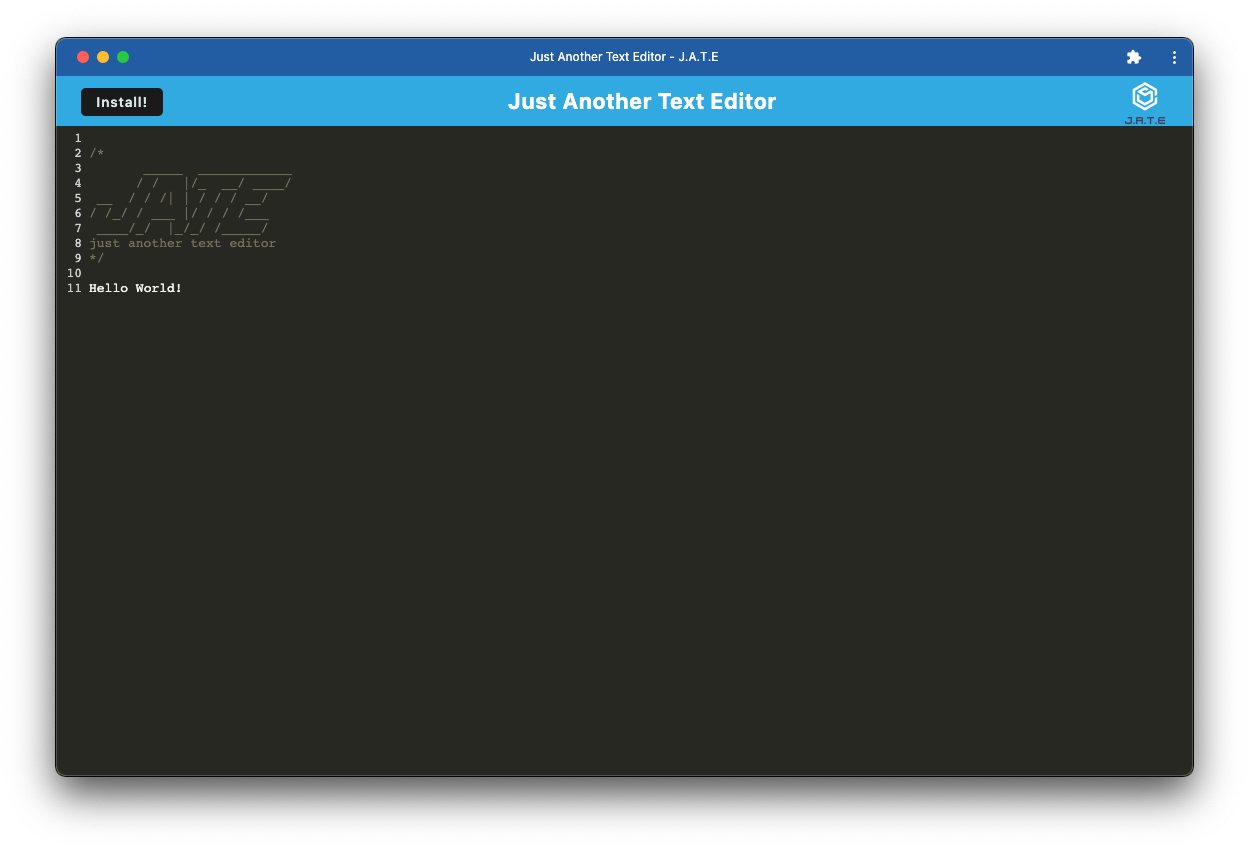 Just Another Text Editor - J.A.T.E
Install!
Just Another Text Editor
J.A.T.E
1
2 /*
3        _____  ____________
4       / /   |/_  __/ ____/
5  __  / / /| | / / / __/
6 / /_/ / ___ |/ / / /___
7  ____/_/  |_/_/ /_____/
8 just another text editor
9 */
10
11 Hello World!